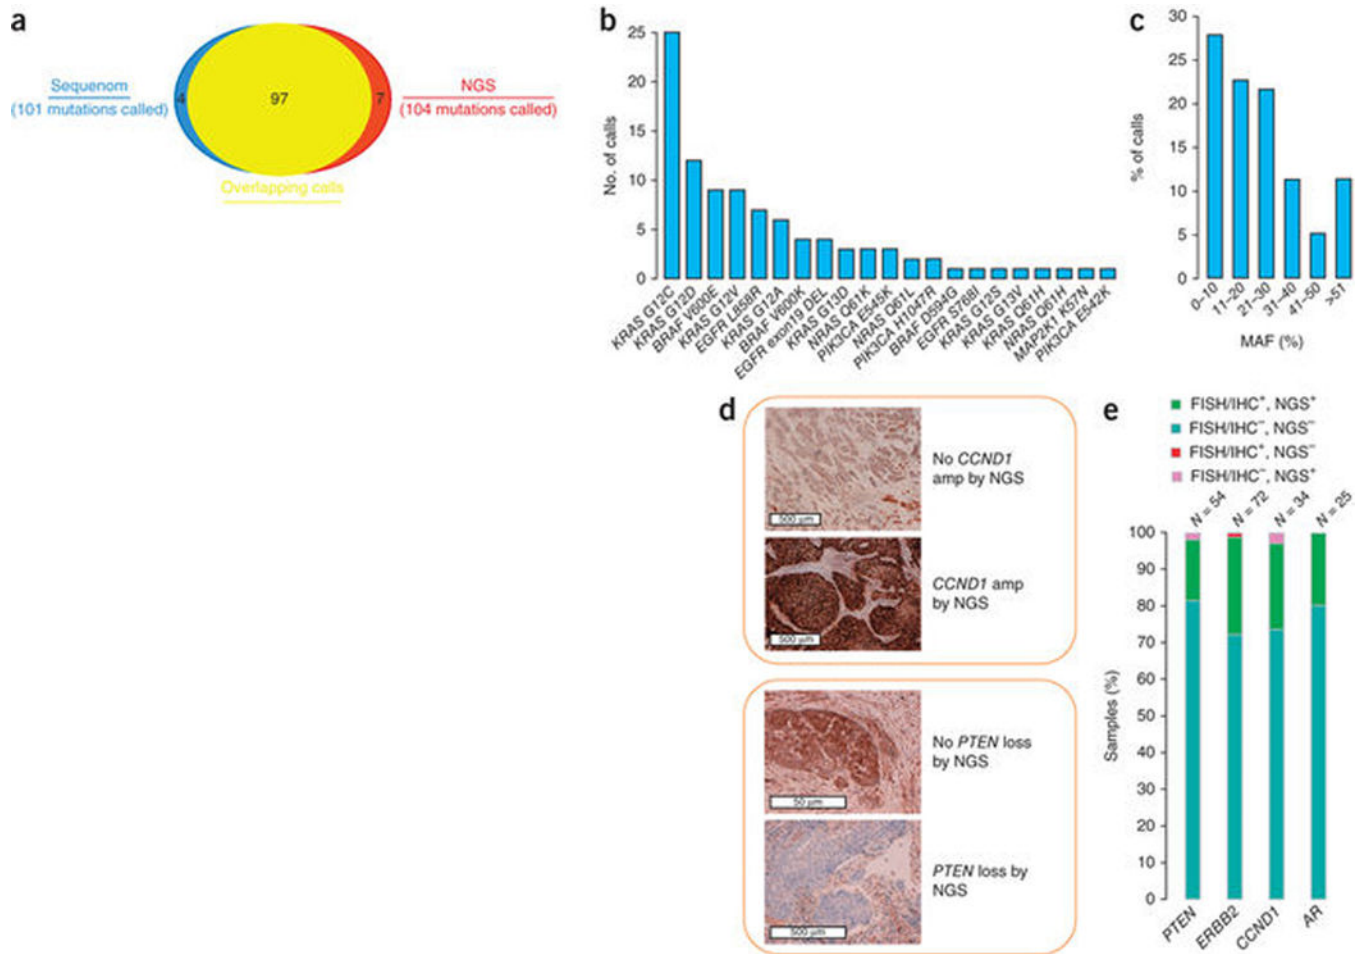 a
Sequenom
(101 mutations called)
4
97
7
NGS
(104 mutations called)
Overlapping calls
b
No. of calls
25
20
15
10
5
0
KRAS G12C
KRAS G12D
BRAF V600E
KRAS G12V
EGFR L858R
KRAS G12A
BRAF V600K
EGFR exon19 DEL
KRAS G13D
NRAS Q61K
PIK3CA E545K
NRAS Q61L
PIK3CA H1047R
BRAF D594G
EGFR S768I
KRAS G12S
KRAS G13V
KRAS Q61H
NRAS Q61H
MAP2K1 K57N
PIK3CA E542K
c
% of calls
30
25
20
15
10
5
0
0–10
11–20
21–30
31–40
41–50
>51
MAF (%)
d
500 µm
No CCND1
amp by NGS
500 µm
CCND1 amp
by NGS
50 µm
No PTEN loss
by NGS
500 µm
PTEN loss by
NGS
e
FISH/IHC⁺, NGS⁺
FISH/IHC⁻, NGS⁻
FISH/IHC⁺, NGS⁻
FISH/IHC⁻, NGS⁺
N = 54
N = 72
N = 34
N = 25
Samples (%)
100
90
80
70
60
50
40
30
20
10
0
PTEN
ERBB2
CCND1
AR